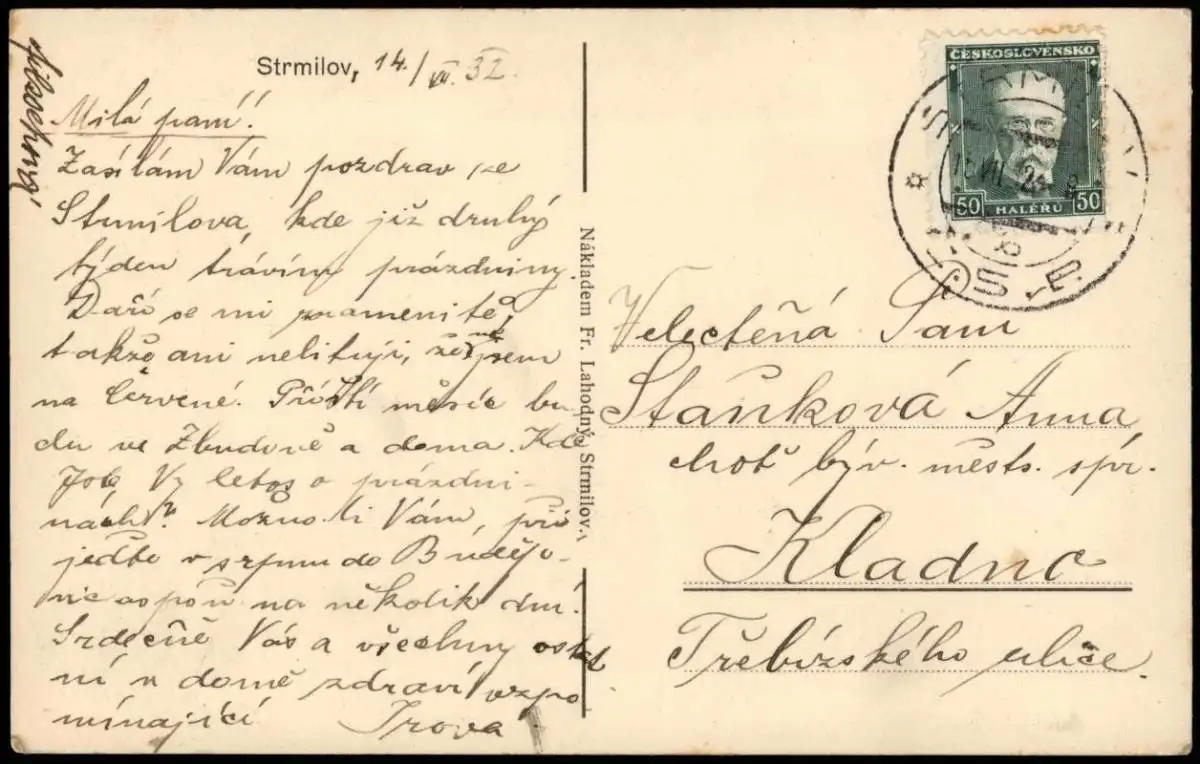 Strmilov, 14./VII. 32.
Milá paní!
Zasílám Vám pozdrav ze
Strmilova, kde již druhý
týden trávím prázdniny.
Daří se mi znamenitě,
takže ani nelituji, že jsem
na Červené. Příští měsíc bu
du ve Zbudově a doma. Kde
jste Vy letos o prázdni-
nách? Možno-li Vám, při
jeďte v srpnu do Budějo-
vic aspoň na několik dní.
Srdečně Vás a všechny ostat
ní v domě zdraví vzpo
mínající
Nákladem Fr. Lahodný, Strmilov.
ČESKOSLOVENSKO
50 HALÉŘŮ 50
Velectěná Paní
Staňková Anna
choť býv. městs. spr.
Kladno
Třebízského ulice.